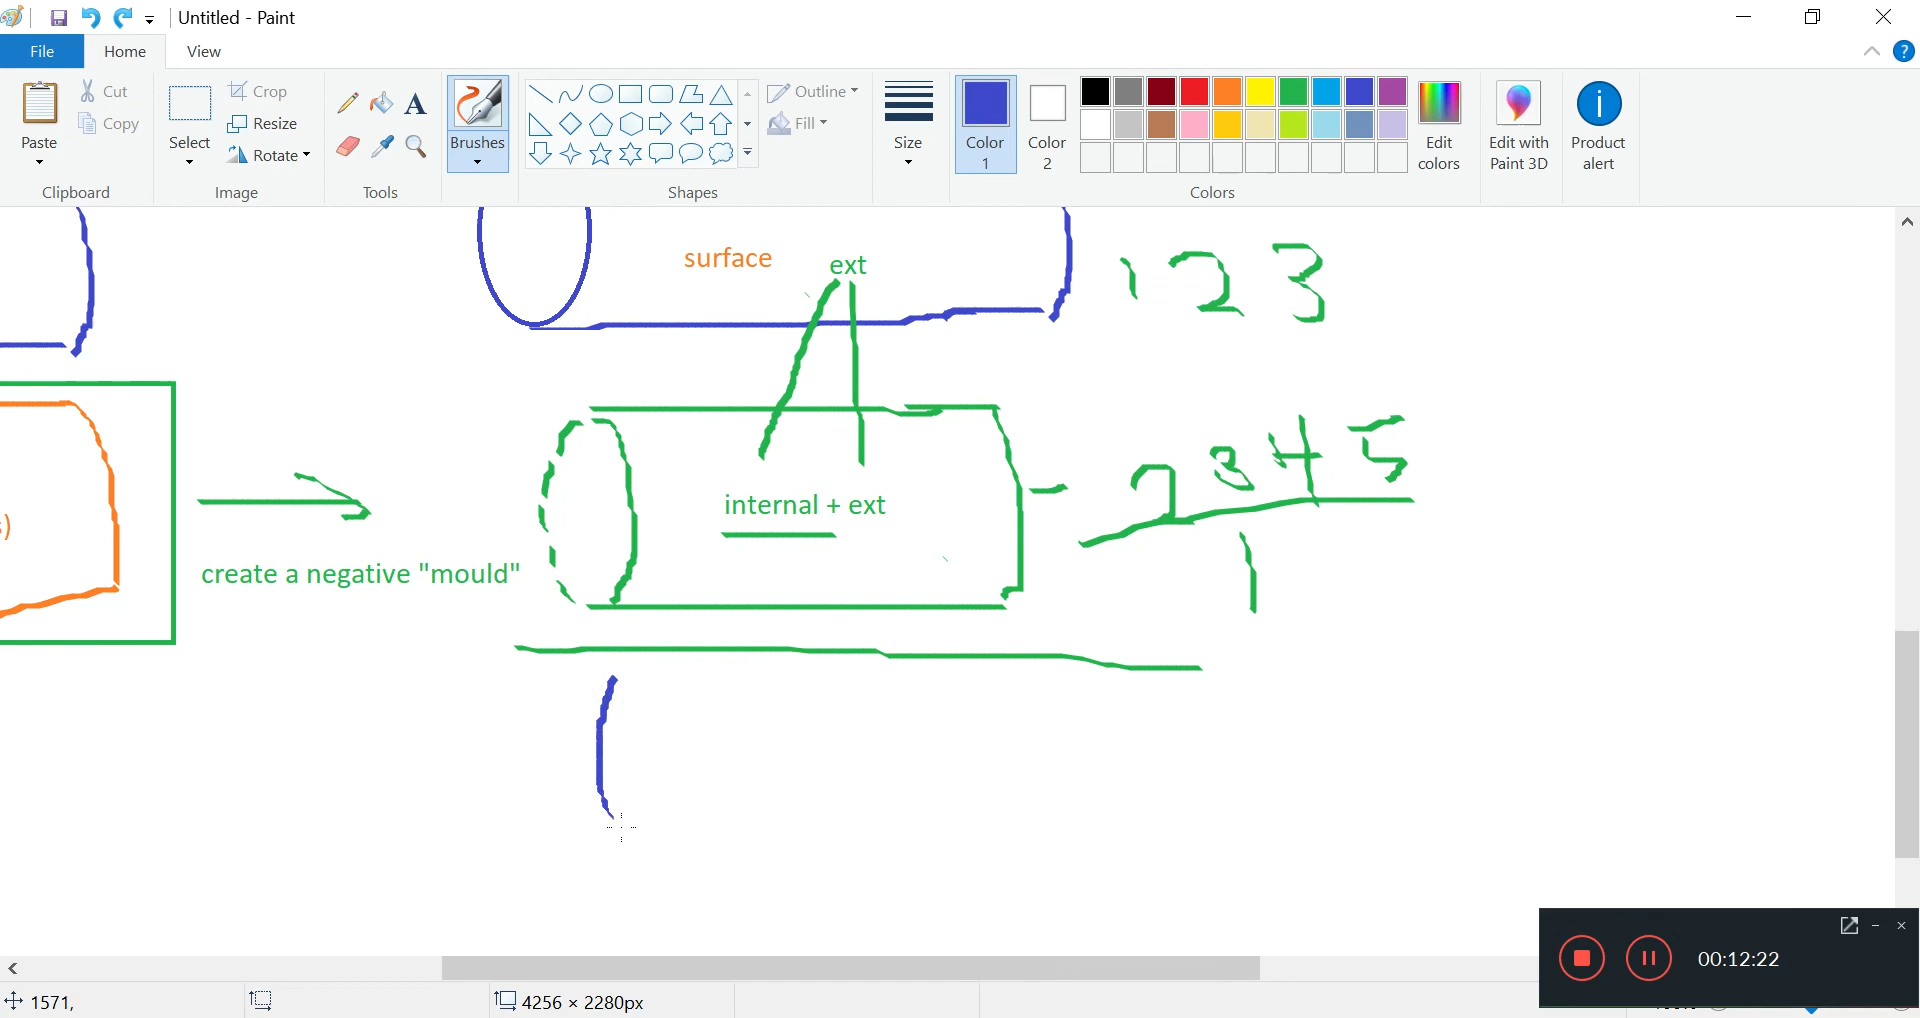 Untitled - Paint
File Home View
Paste
Cut
Copy
Clipboard
Select
Crop
Resize
Rotate
Image
Tools
Brushes
Shapes
Outline
Fill
Size
Color 1
Color 2
Colors
Edit colors
Edit with Paint 3D
Product alert
surface
ext
1 2 3
s)
create a negative "mould"
internal + ext
2 3 4 5
1
00:12:22
1571,
4256 × 2280px